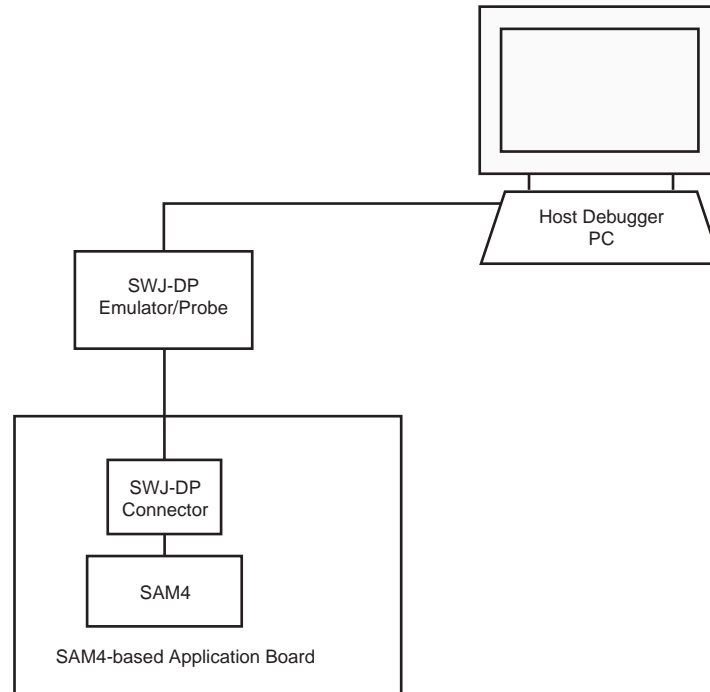 Host Debugger
PC
SWJ-DP
Emulator/Probe
SWJ-DP
Connector
SAM4
SAM4-based Application Board